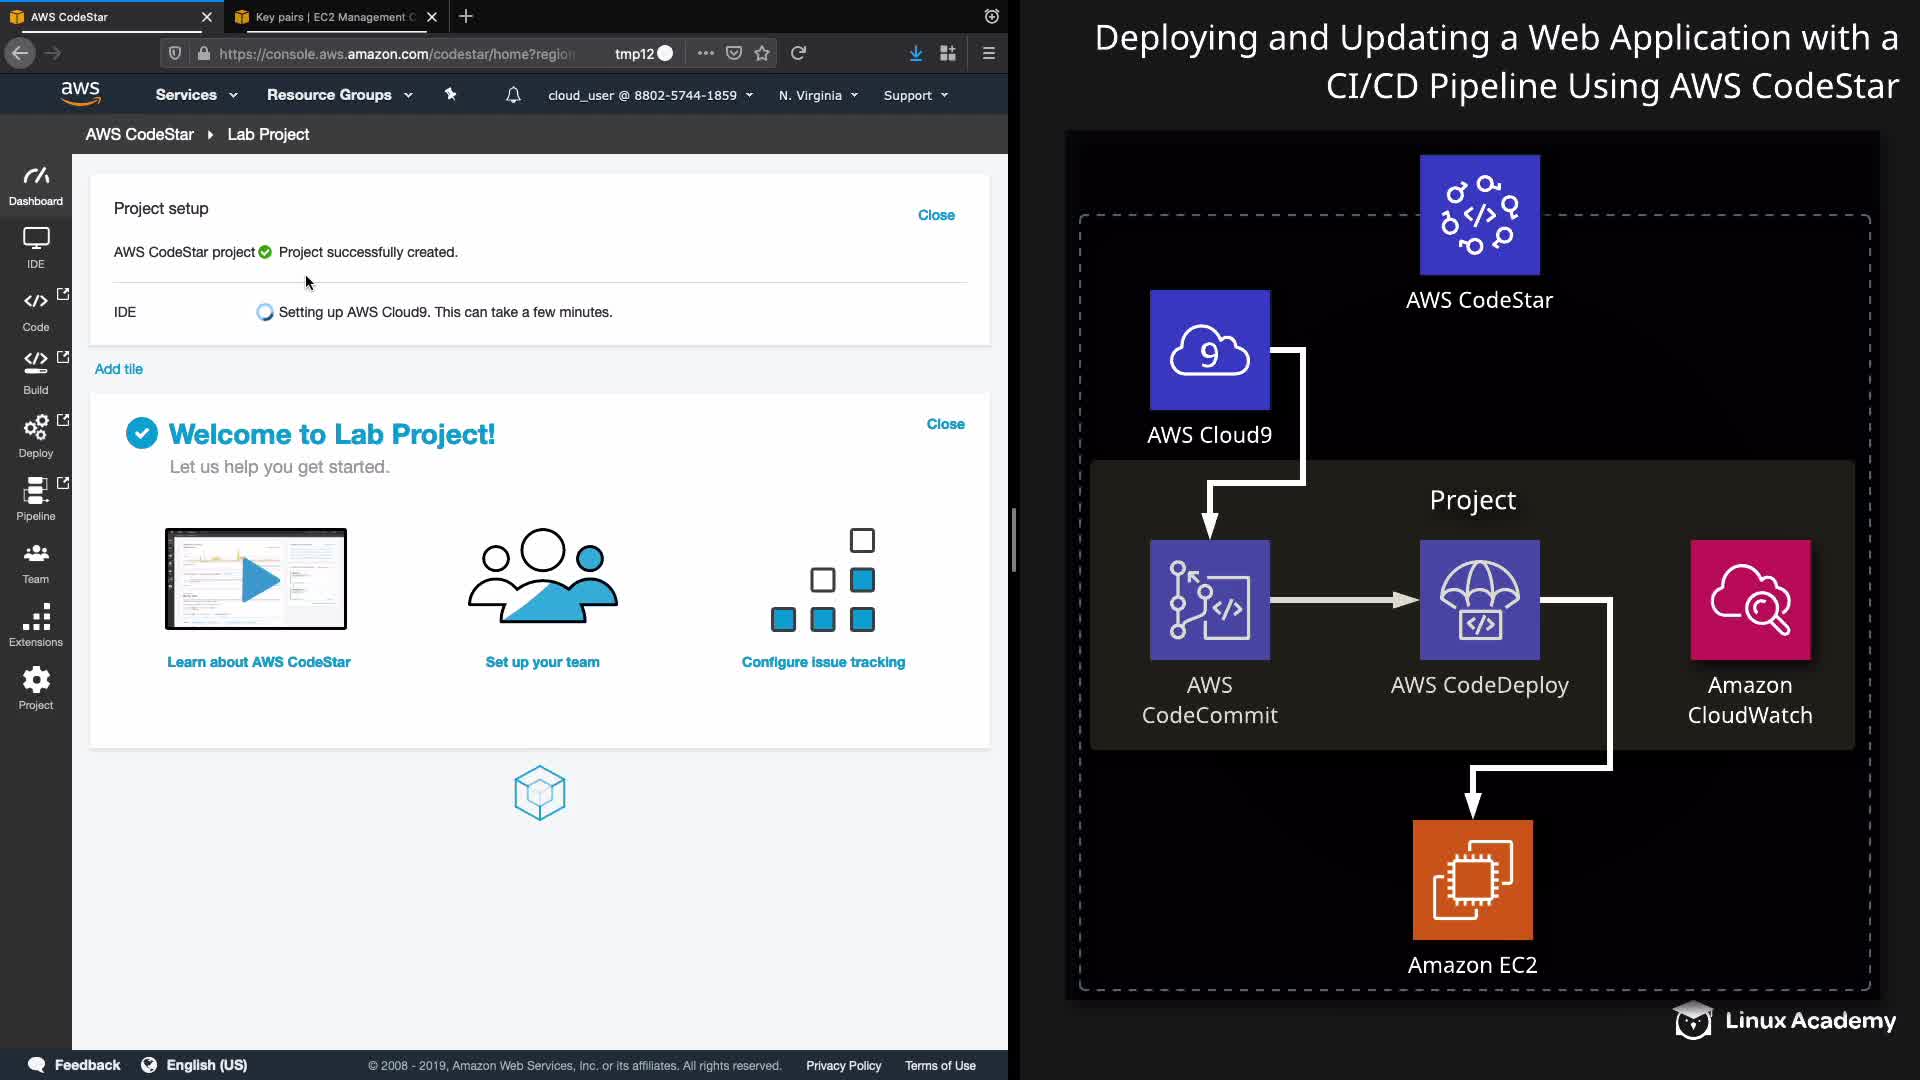 AWS CodeStar
Key pairs | EC2 Management C
https://console.aws.amazon.com/codestar/home?region
tmp12
aws
Services
Resource Groups
cloud_user @ 8802-5744-1859
N. Virginia
Support
AWS CodeStar
Lab Project
Dashboard
IDE
Code
Build
Deploy
Pipeline
Team
Extensions
Project
Project setup
Close
AWS CodeStar project
Project successfully created.
IDE
Setting up AWS Cloud9. This can take a few minutes.
Add tile
Welcome to Lab Project!
Close
Let us help you get started.
Learn about AWS CodeStar
Set up your team
Configure issue tracking
Feedback
English (US)
© 2008 - 2019, Amazon Web Services, Inc. or its affiliates. All rights reserved.
Privacy Policy
Terms of Use
Deploying and Updating a Web Application with a
CI/CD Pipeline Using AWS CodeStar
AWS CodeStar
9
AWS Cloud9
Project
AWS
CodeCommit
AWS CodeDeploy
Amazon
CloudWatch
Amazon EC2
Linux Academy